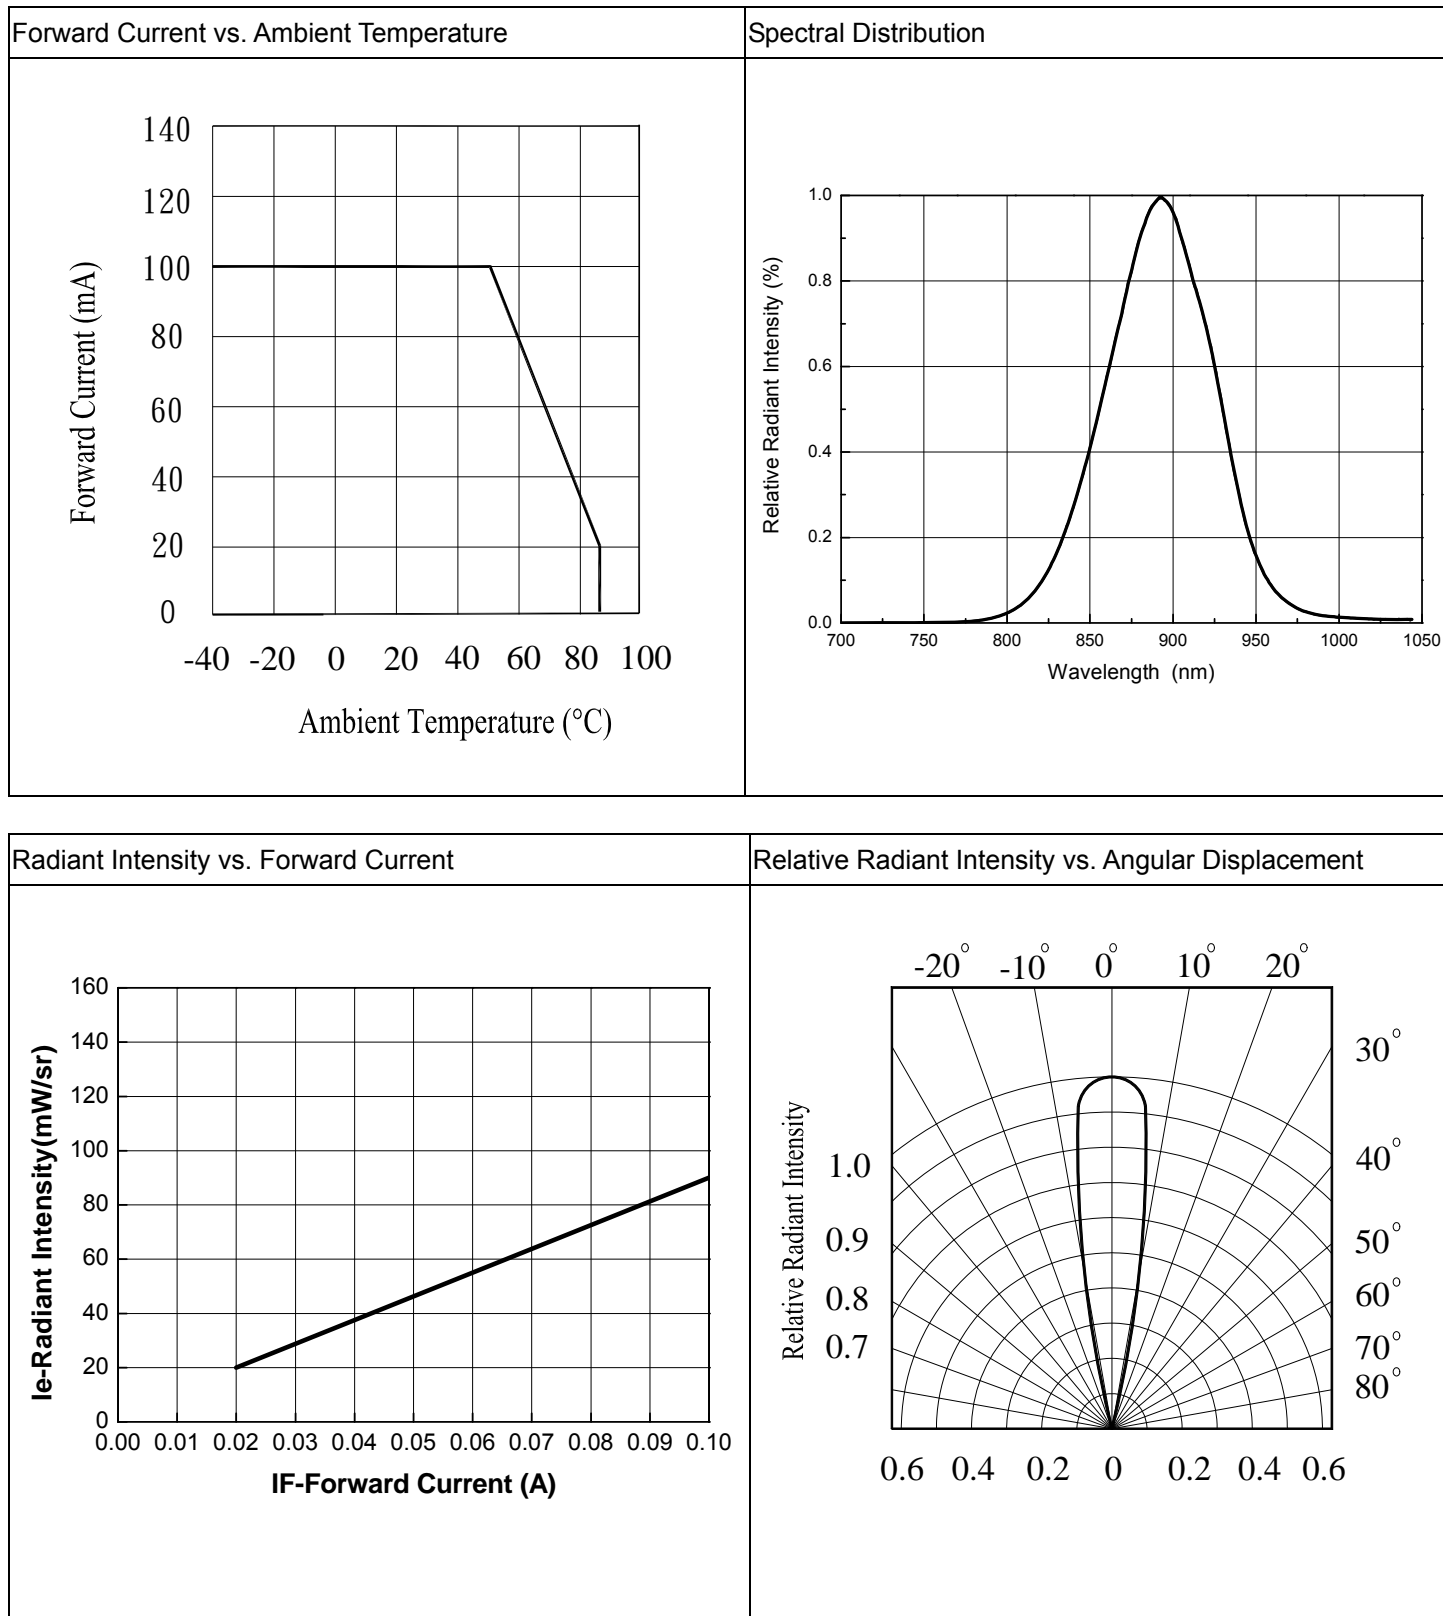 Forward Current vs. Ambient Temperature
140
120
100
80
60
40
20
0
Forward Current (mA)
-40 -20 0 20 40 60 80 100
Ambient Temperature (°C)
Spectral Distribution
1.0
0.8
0.6
0.4
0.2
0.0
Relative Radiant Intensity (%)
700 750 800 850 900 950 1000 1050
Wavelength (nm)
Radiant Intensity vs. Forward Current
160
140
120
100
80
60
40
20
0
Ie-Radiant Intensity(mW/sr)
0.00 0.01 0.02 0.03 0.04 0.05 0.06 0.07 0.08 0.09 0.10
IF-Forward Current (A)
Relative Radiant Intensity vs. Angular Displacement
-20° -10° 0° 10° 20°
30°
40°
50°
60°
70°
80°
Relative Radiant Intensity
1.0
0.9
0.8
0.7
0.6 0.4 0.2 0 0.2 0.4 0.6